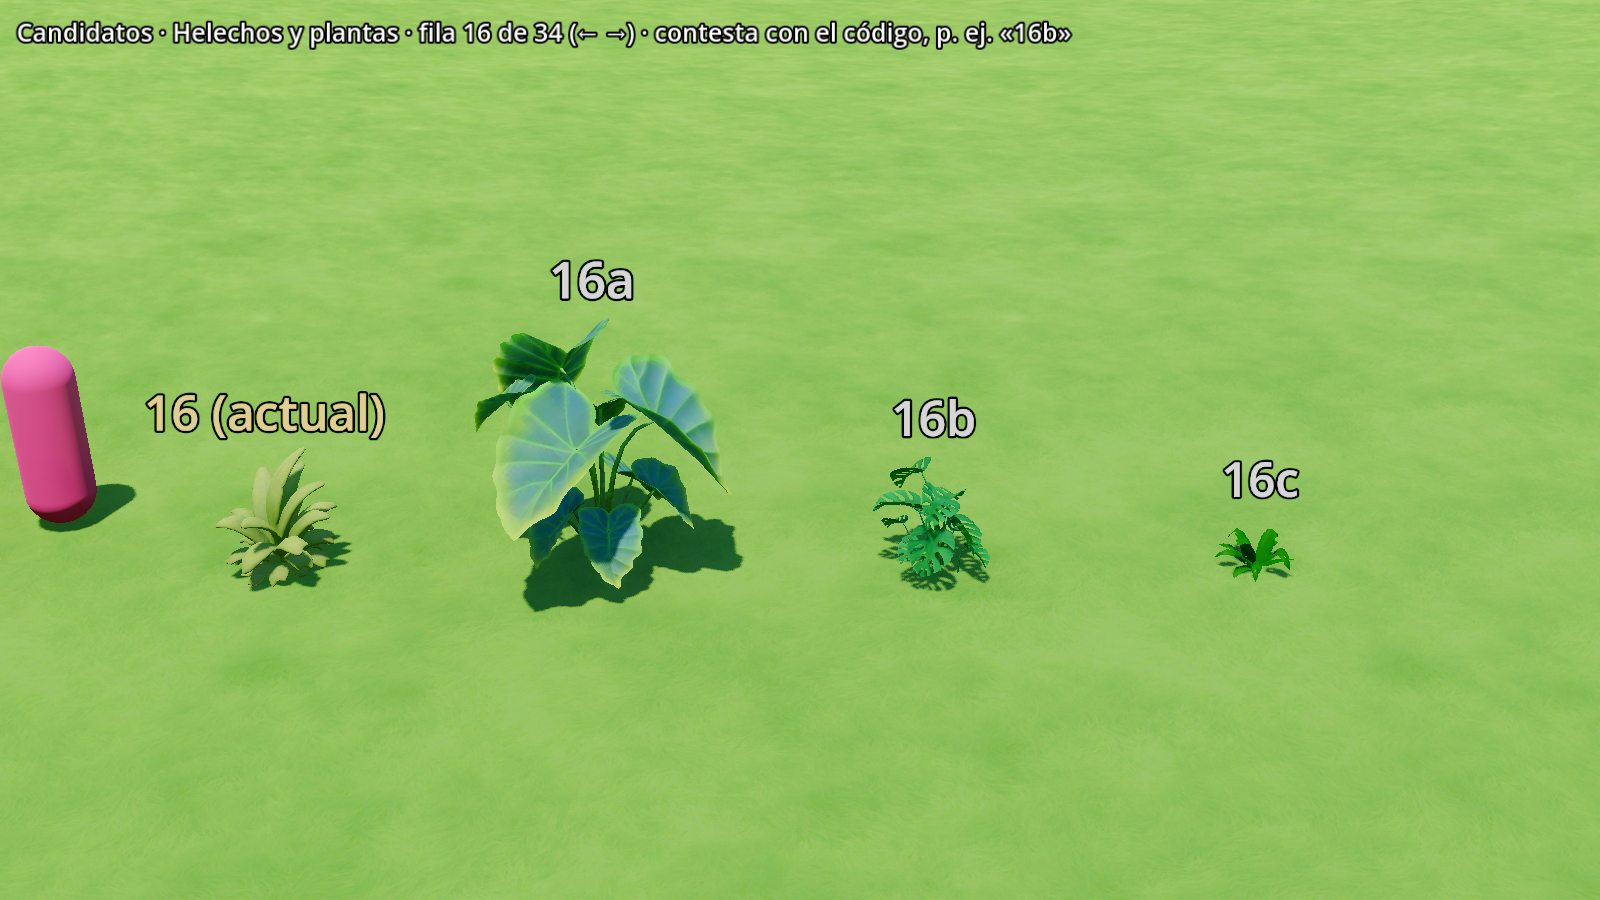 Candidatos · Helechos y plantas · fila 16 de 34 (← →) · contesta con el código, p. ej. «16b»
16a
16 (actual)
16b
16c